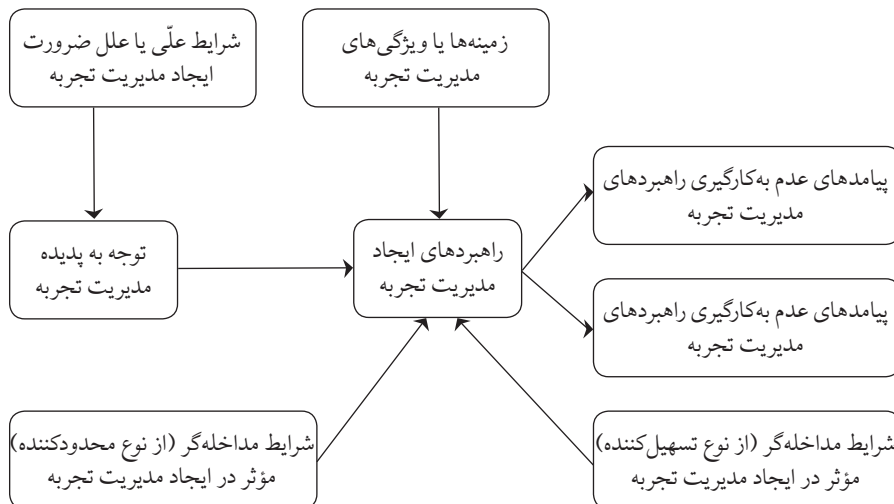 شرایط علّی یا علل ضرورت
ایجاد مدیریت تجربه
زمینه‌ها یا ویژگی‌های
مدیریت تجربه
پیامدهای عدم به‌کارگیری راهبردهای
مدیریت تجربه
توجه به پدیده
مدیریت تجربه
راهبردهای ایجاد
مدیریت تجربه
پیامدهای عدم به‌کارگیری راهبردهای
مدیریت تجربه
شرایط مداخله‌گر (از نوع محدودکننده)
مؤثر در ایجاد مدیریت تجربه
شرایط مداخله‌گر (از نوع تسهیل‌کننده)
مؤثر در ایجاد مدیریت تجربه